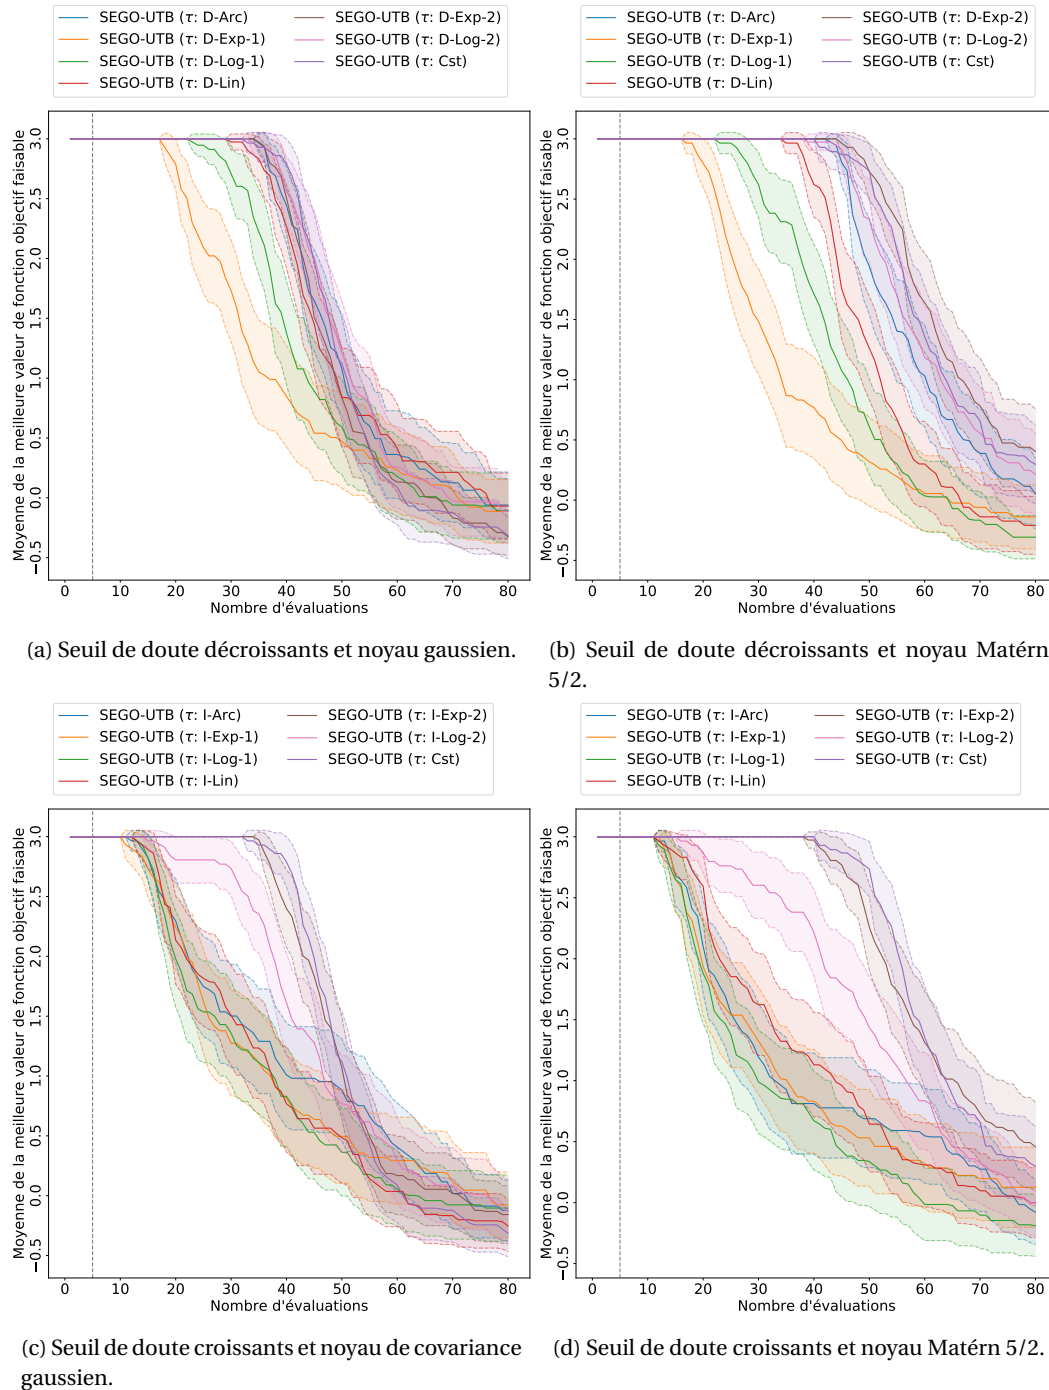 SEGO-UTB (τ: D-Arc)
SEGO-UTB (τ: D-Exp-1)
SEGO-UTB (τ: D-Log-1)
SEGO-UTB (τ: D-Lin)
SEGO-UTB (τ: D-Exp-2)
SEGO-UTB (τ: D-Log-2)
SEGO-UTB (τ: Cst)
Moyenne de la meilleure valeur de fonction objectif faisable
3.0
2.5
2.0
1.5
1.0
0.5
0.0
−0.5
0 10 20 30 40 50 60 70 80
Nombre d'évaluations
(a) Seuil de doute décroissants et noyau gaussien.
SEGO-UTB (τ: D-Arc)
SEGO-UTB (τ: D-Exp-1)
SEGO-UTB (τ: D-Log-1)
SEGO-UTB (τ: D-Lin)
SEGO-UTB (τ: D-Exp-2)
SEGO-UTB (τ: D-Log-2)
SEGO-UTB (τ: Cst)
Moyenne de la meilleure valeur de fonction objectif faisable
3.0
2.5
2.0
1.5
1.0
0.5
0.0
−0.5
0 10 20 30 40 50 60 70 80
Nombre d'évaluations
(b) Seuil de doute décroissants et noyau Matérn
5/2.
SEGO-UTB (τ: I-Arc)
SEGO-UTB (τ: I-Exp-1)
SEGO-UTB (τ: I-Log-1)
SEGO-UTB (τ: I-Lin)
SEGO-UTB (τ: I-Exp-2)
SEGO-UTB (τ: I-Log-2)
SEGO-UTB (τ: Cst)
Moyenne de la meilleure valeur de fonction objectif faisable
3.0
2.5
2.0
1.5
1.0
0.5
0.0
−0.5
0 10 20 30 40 50 60 70 80
Nombre d'évaluations
(c) Seuil de doute croissants et noyau de covariance
gaussien.
SEGO-UTB (τ: I-Arc)
SEGO-UTB (τ: I-Exp-1)
SEGO-UTB (τ: I-Log-1)
SEGO-UTB (τ: I-Lin)
SEGO-UTB (τ: I-Exp-2)
SEGO-UTB (τ: I-Log-2)
SEGO-UTB (τ: Cst)
Moyenne de la meilleure valeur de fonction objectif faisable
3.0
2.5
2.0
1.5
1.0
0.5
0.0
−0.5
0 10 20 30 40 50 60 70 80
Nombre d'évaluations
(d) Seuil de doute croissants et noyau Matérn 5/2.